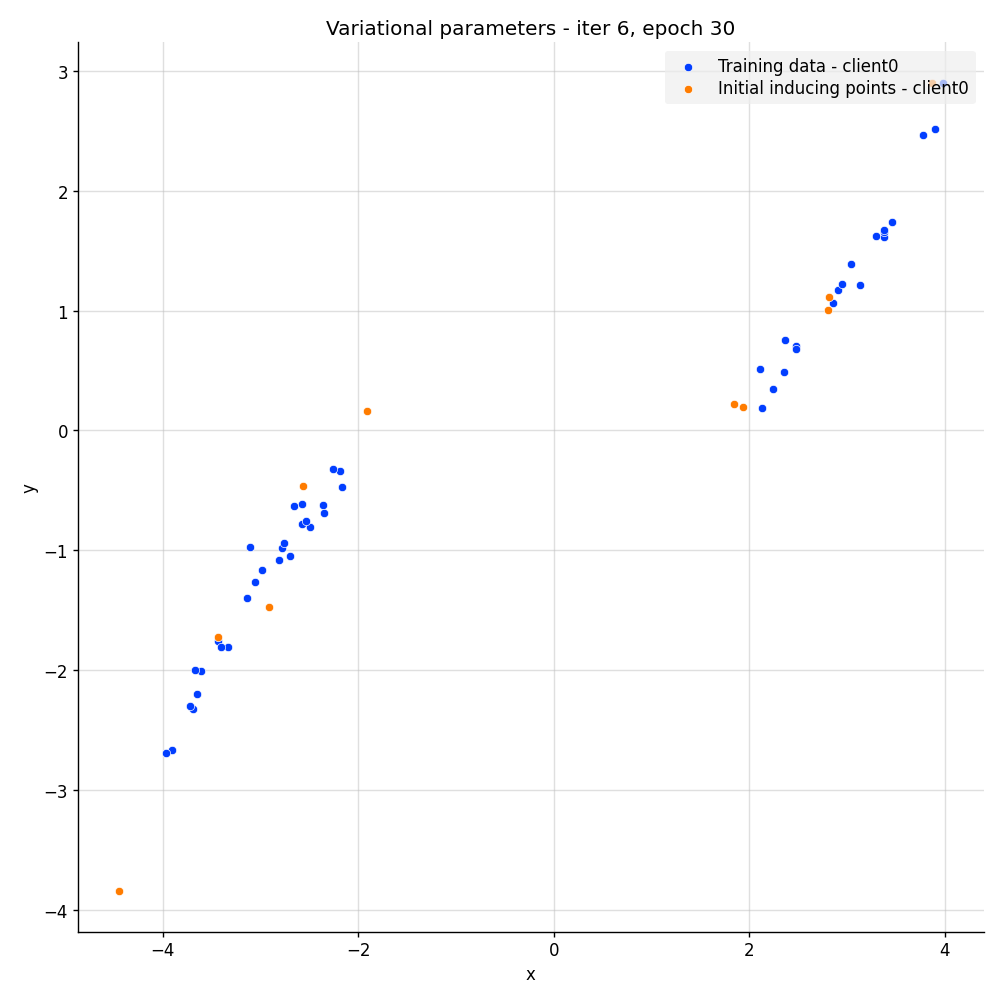 Variational parameters - iter 6, epoch 30
Training data - client0
Initial inducing points - client0
3
2
1
0
−1
−2
−3
−4
y
−4
−2
0
2
4
x